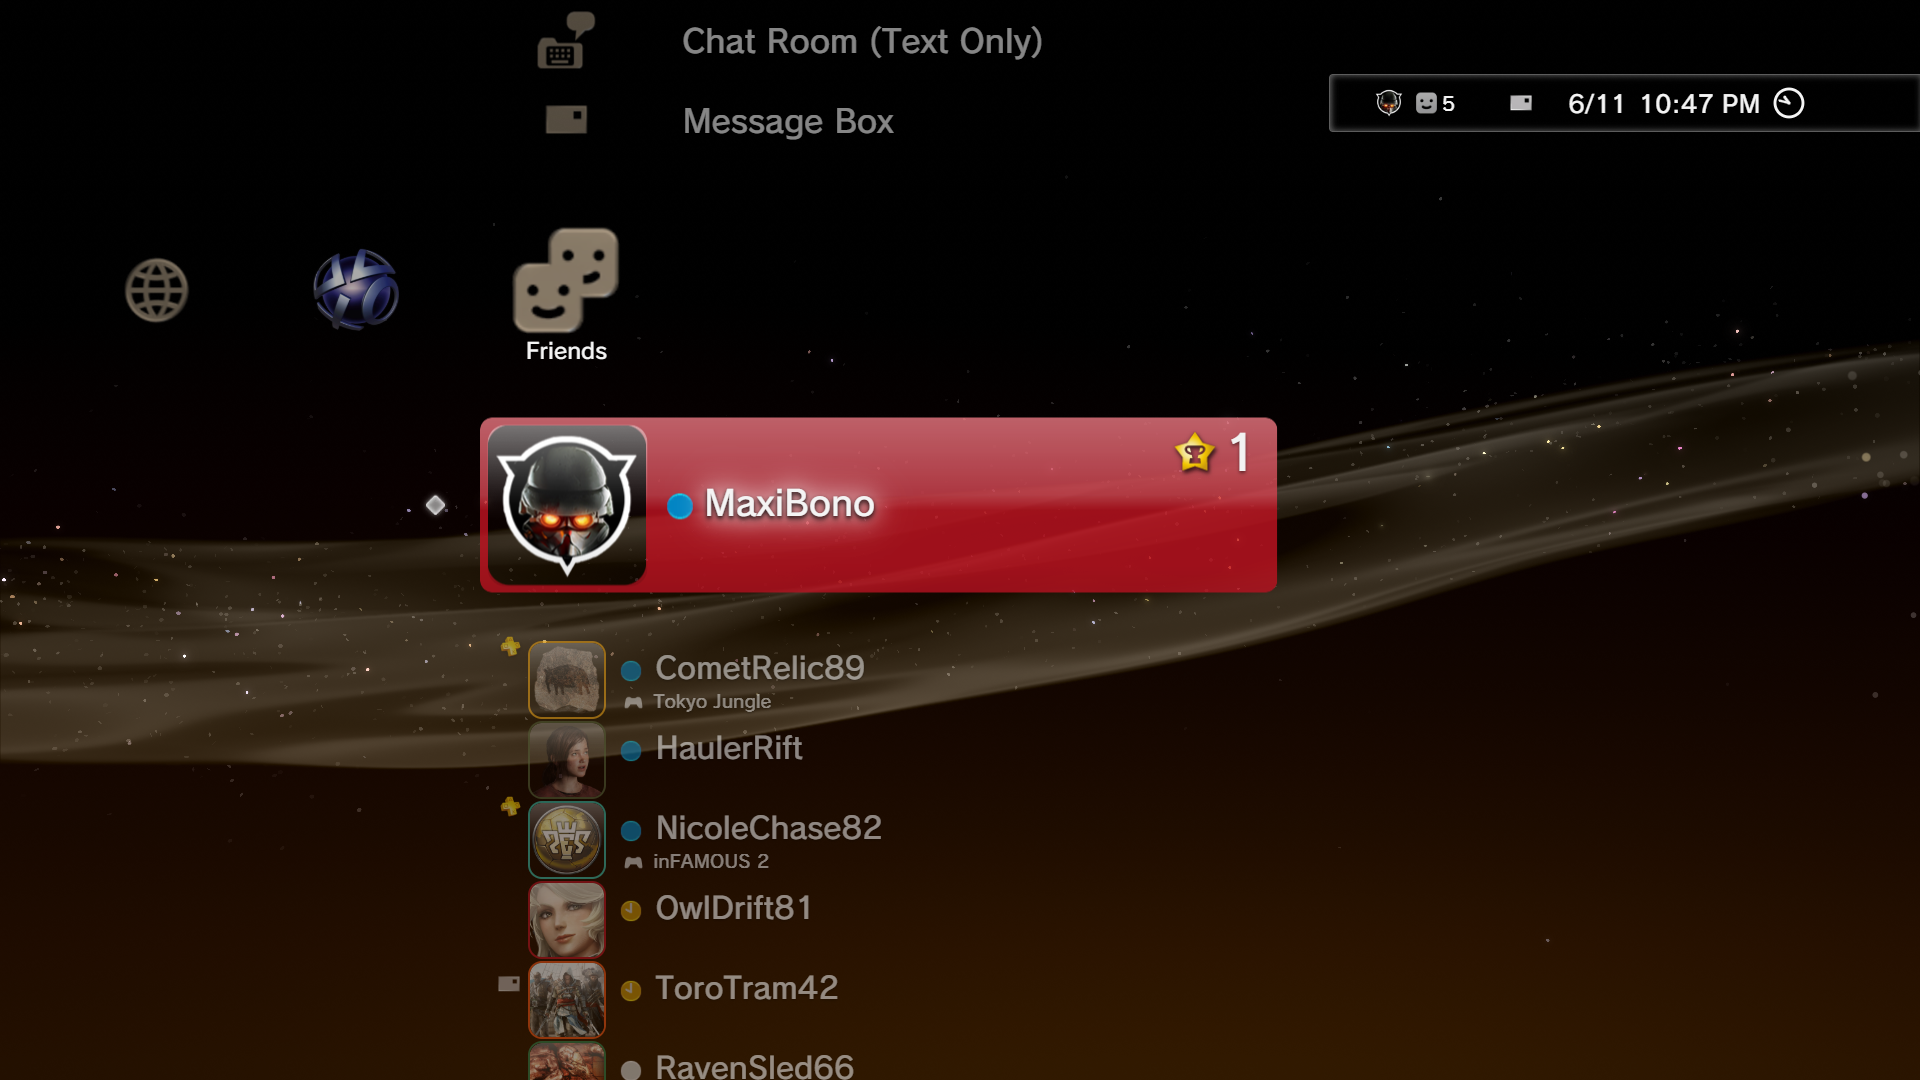 Chat Room (Text Only)
Message Box
5 6/11 10:47 PM
Friends
1
MaxiBono
CometRelic89
Tokyo Jungle
HaulerRift
NicoleChase82
inFAMOUS 2
OwlDrift81
ToroTram42
RavenSled66